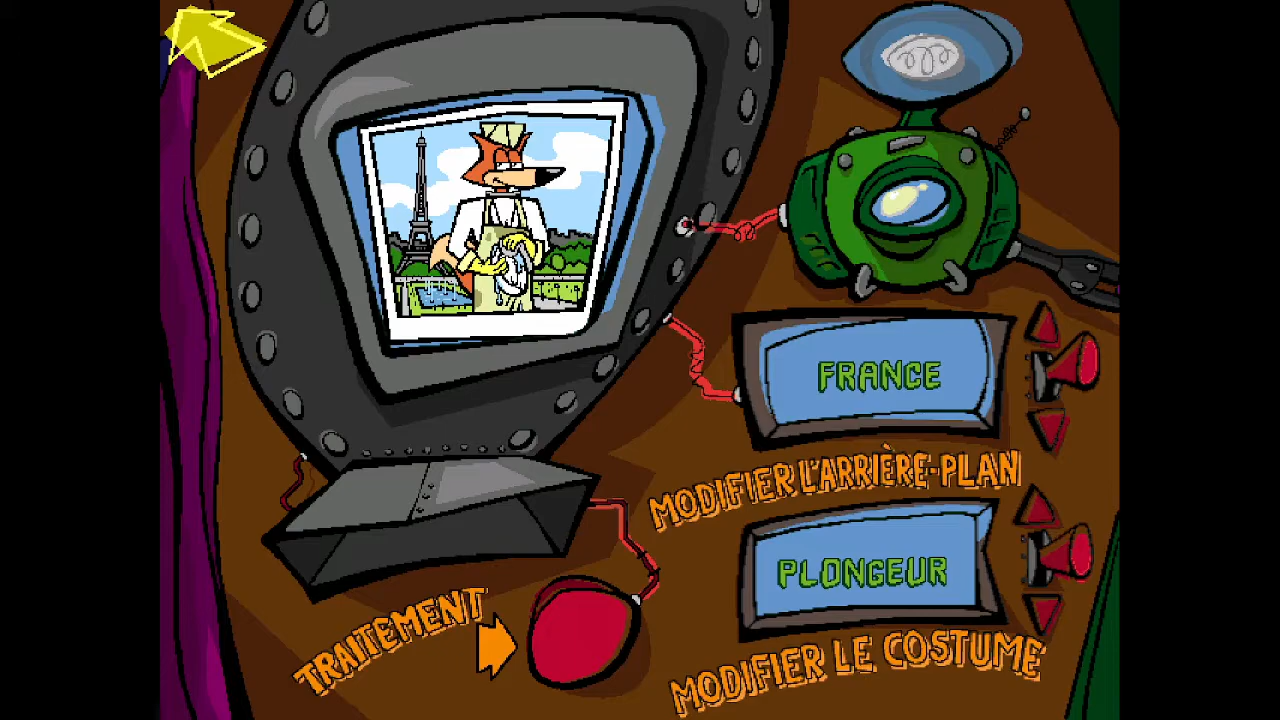 FRANCE
MODIFIER L'ARRIÈRE-PLAN
PLONGEUR
MODIFIER LE COSTUME
TRAITEMENT